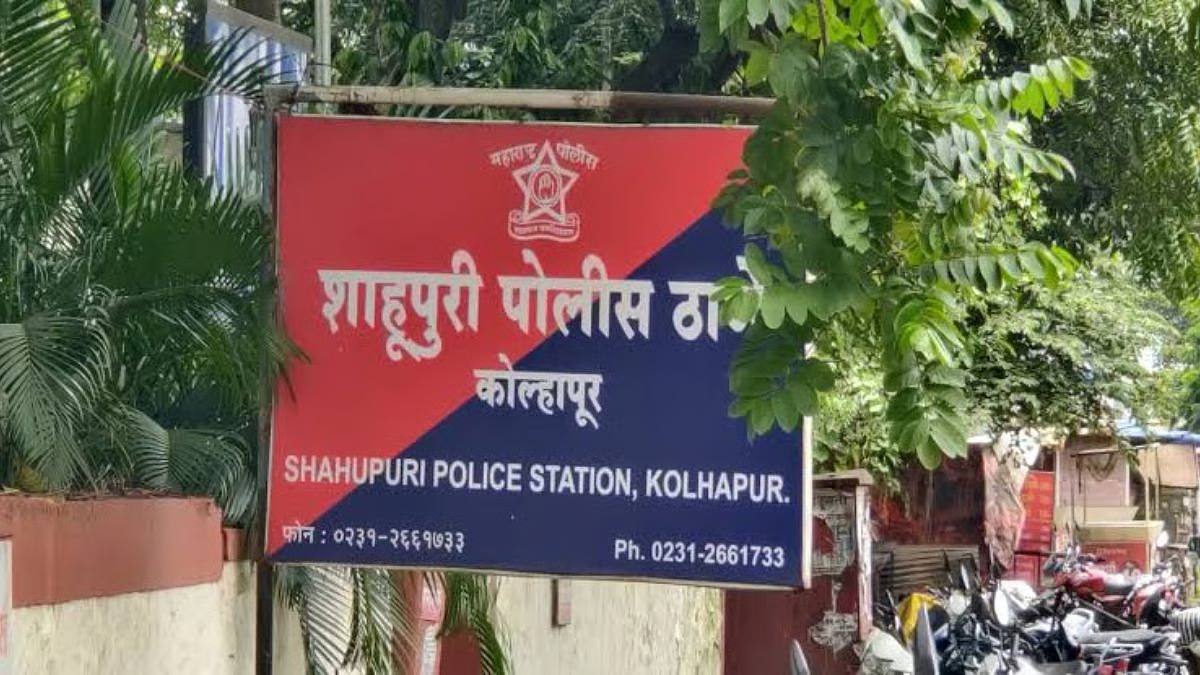 महाराष्ट्र पोलीस
शाहूपुरी पोलीस
कोल्हापूर
SHAHUPURI POLICE STATION, KOLHAPUR.
फोन : ०२३१-२६६१७३३
Ph. 0231-2661733